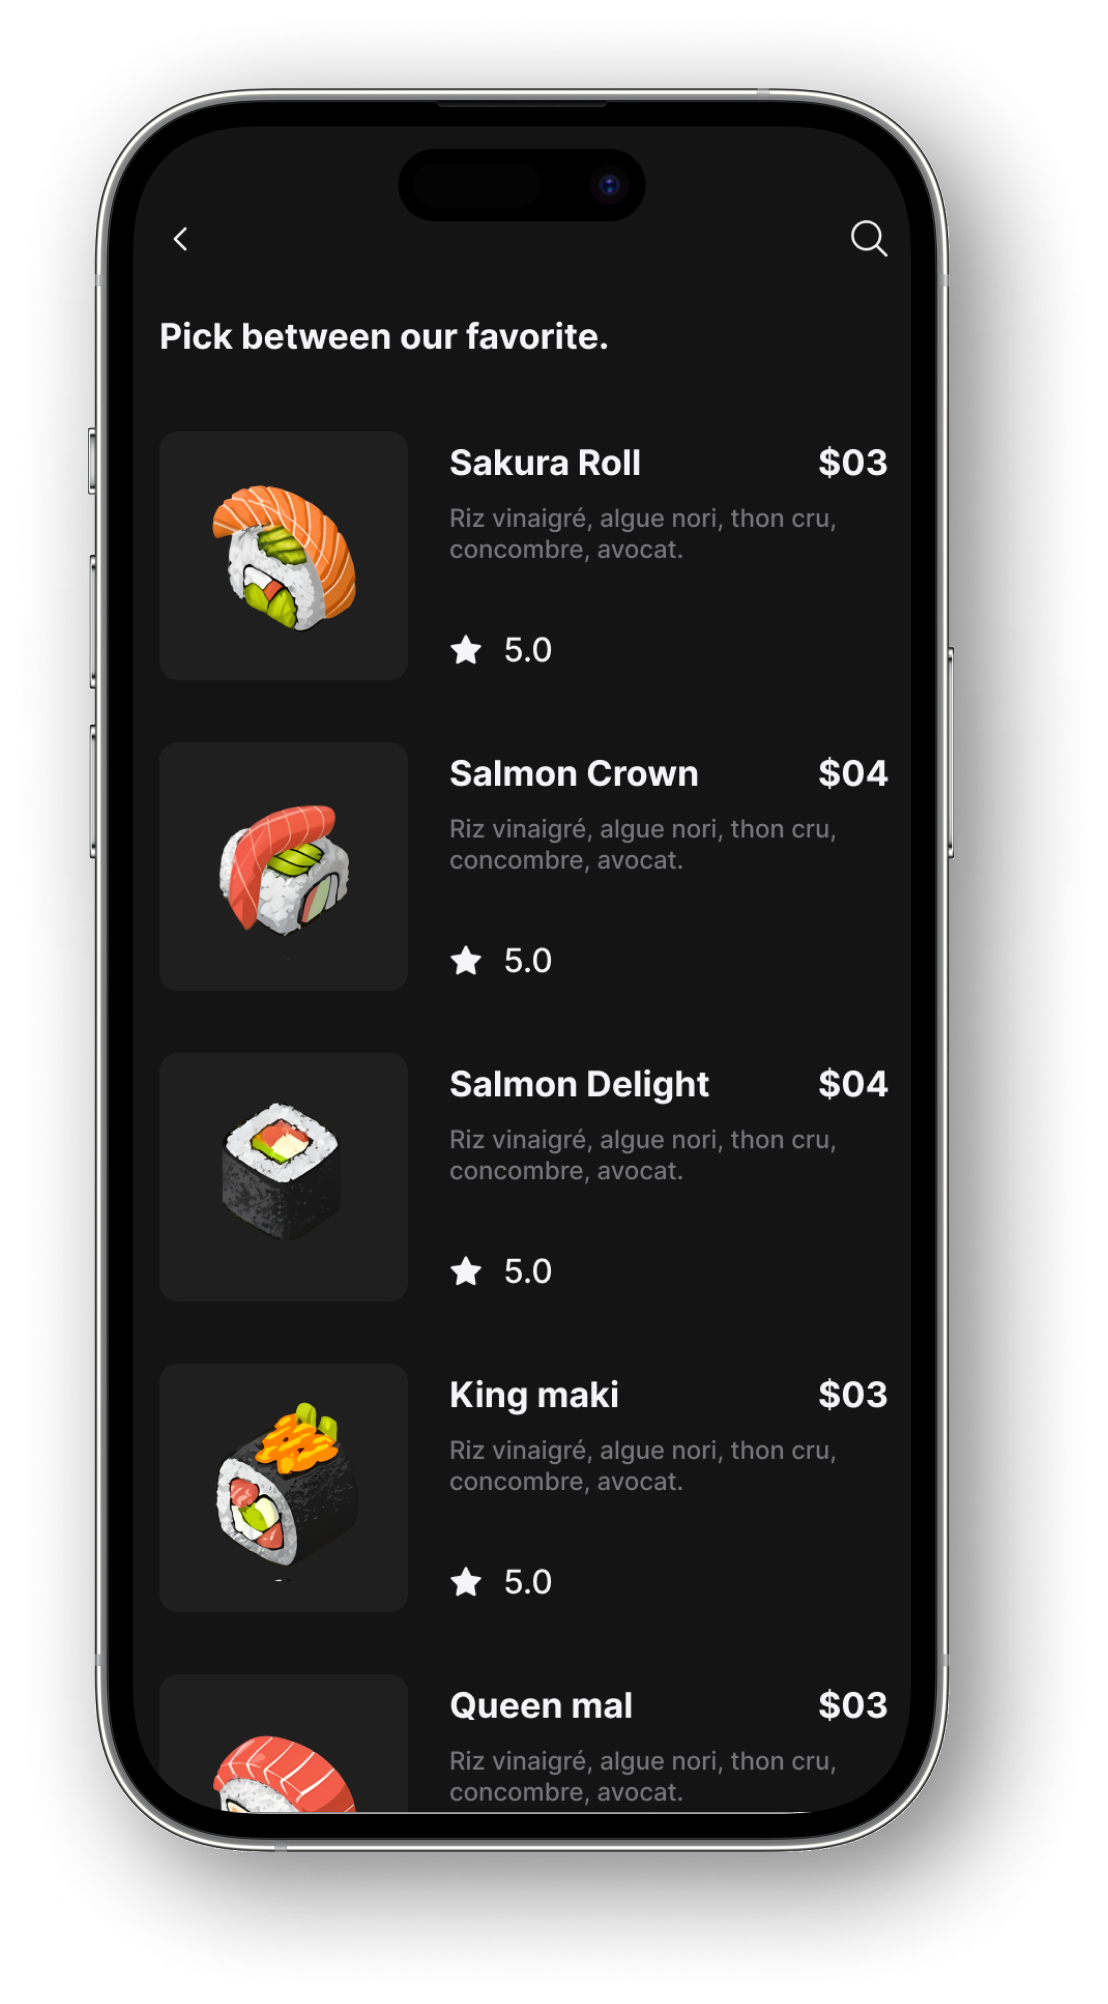 Pick between our favorite.
Sakura Roll $03
Riz vinaigré, algue nori, thon cru,
concombre, avocat.
5.0
Salmon Crown $04
Riz vinaigré, algue nori, thon cru,
concombre, avocat.
5.0
Salmon Delight $04
Riz vinaigré, algue nori, thon cru,
concombre, avocat.
5.0
King maki $03
Riz vinaigré, algue nori, thon cru,
concombre, avocat.
5.0
Queen mal $03
Riz vinaigré, algue nori, thon cru,
concombre, avocat.